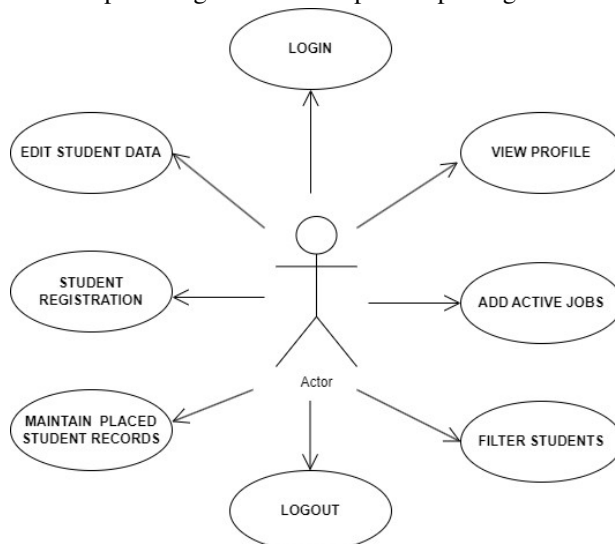 LOGIN
EDIT STUDENT DATA
VIEW PROFILE
STUDENT
REGISTRATION
ADD ACTIVE JOBS
Actor
MAINTAIN PLACED
STUDENT RECORDS
FILTER STUDENTS
LOGOUT